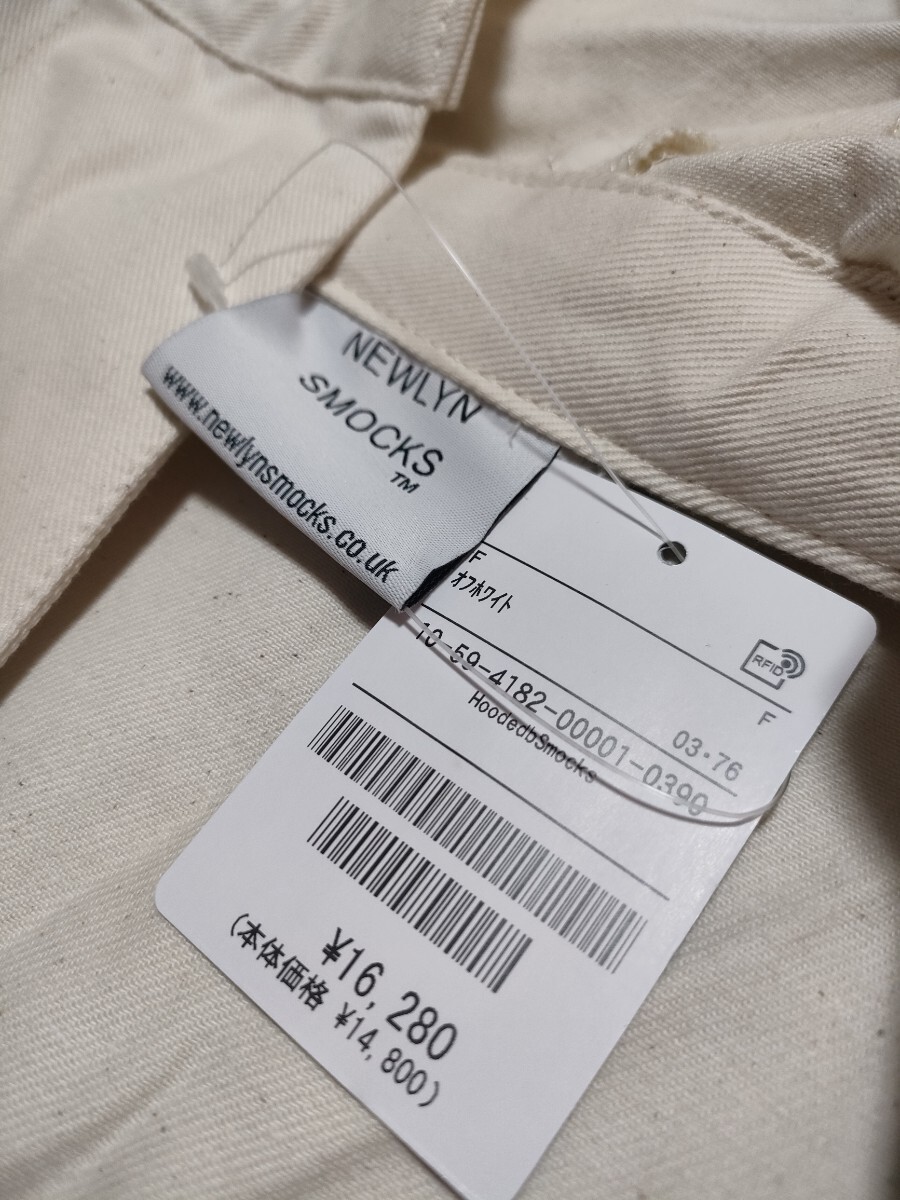 NEWLYN
SMOCKS
TM
www.newlynsmocks.co.uk
F
ｵﾌﾎﾜｲﾄ
RFID
F
03･76
10-59-4182-00001-0390
HoodedbSmocks
¥16,280
(本体価格 ¥14,800)